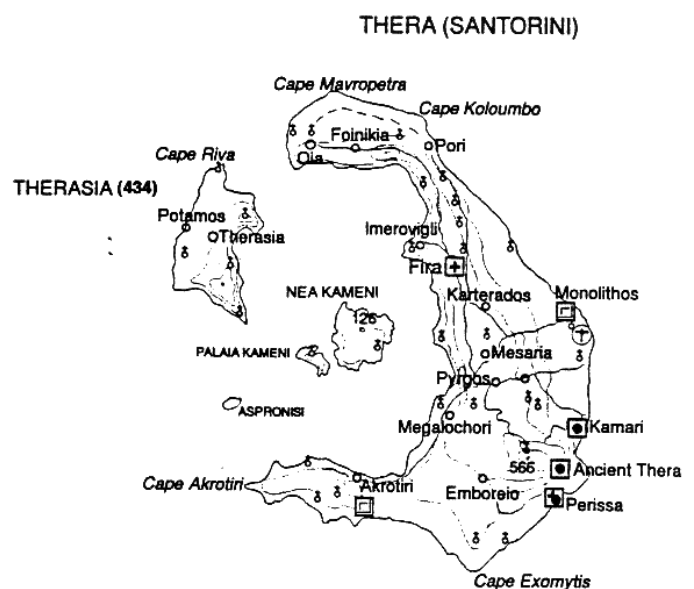 THERA (SANTORINI)
Cape Mavropetra
Cape Koloumbo
Foinikia
Oia
Pori
Cape Riva
THERASIA (434)
Potamos
Therasia
Imerovigli
Fira
NEA KAMENI
126
Karterados
Monolithos
PALAIA KAMENI
Mesaria
Pyrgos
ASPRONISI
Megalochori
Kamari
566
Ancient Thera
Cape Akrotiri
Akrotiri
Emboreio
Perissa
Cape Exomytis